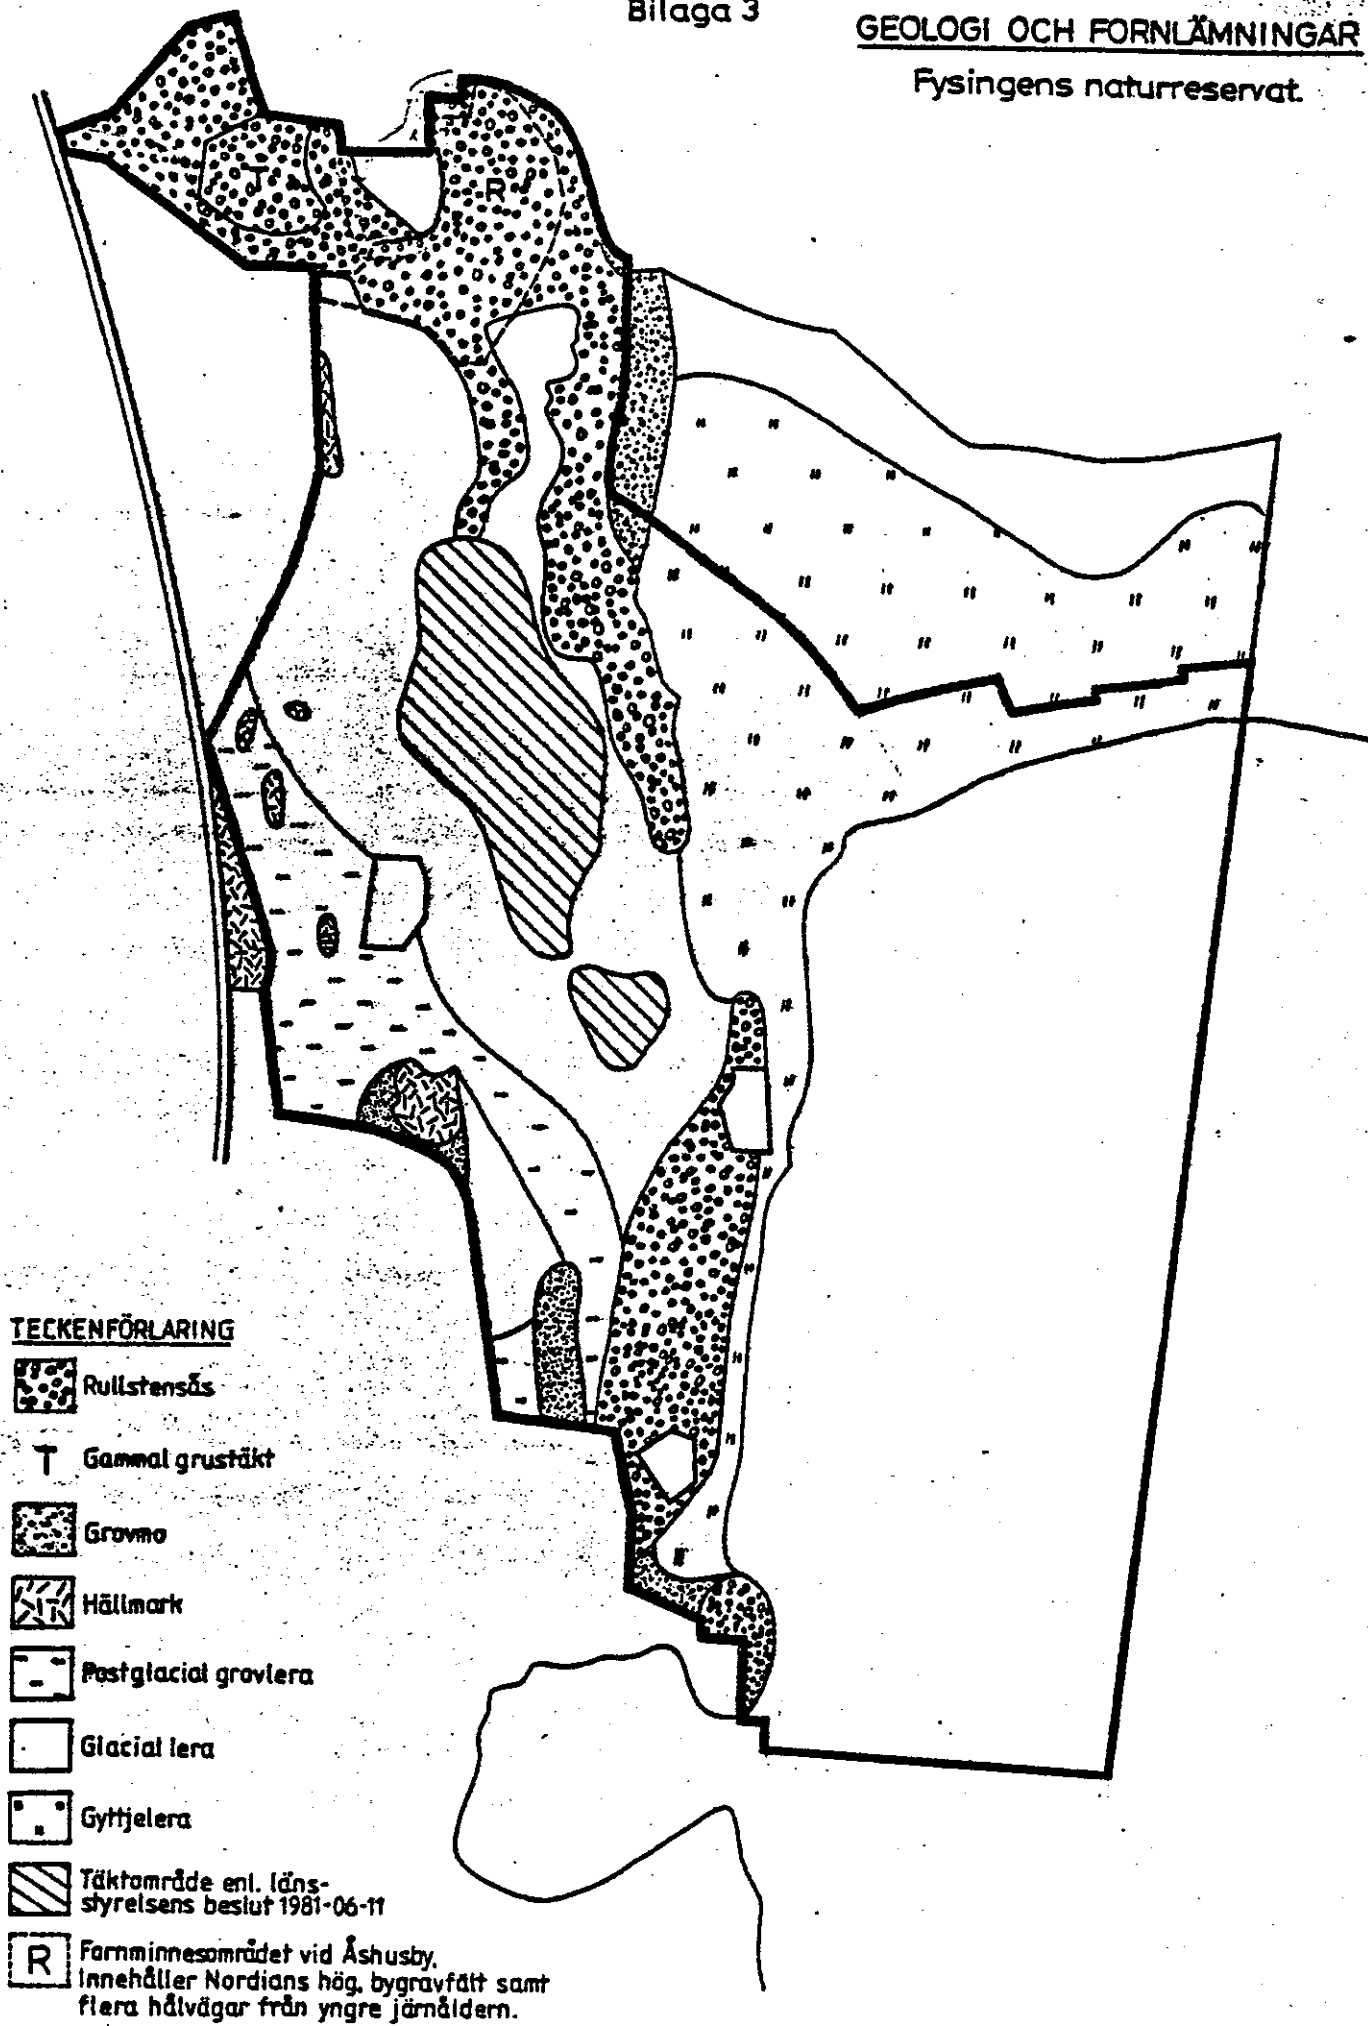 Bilaga 3
GEOLOGI OCH FORNLÄMNINGAR
Fysingens naturreservat.
T
R
TECKENFÖRLARING
Rullstensås
T Gammal grustäkt
Grovmo
Hällmark
Postglacial grovlera
Glacial lera
Gyttjelera
Täktområde enl. läns-
styrelsens beslut 1981-06-11
R Fornminnesområdet vid Åshusby.
Innehåller Nordians hög, bygravfält samt
flera hålvägar från yngre järnåldern.